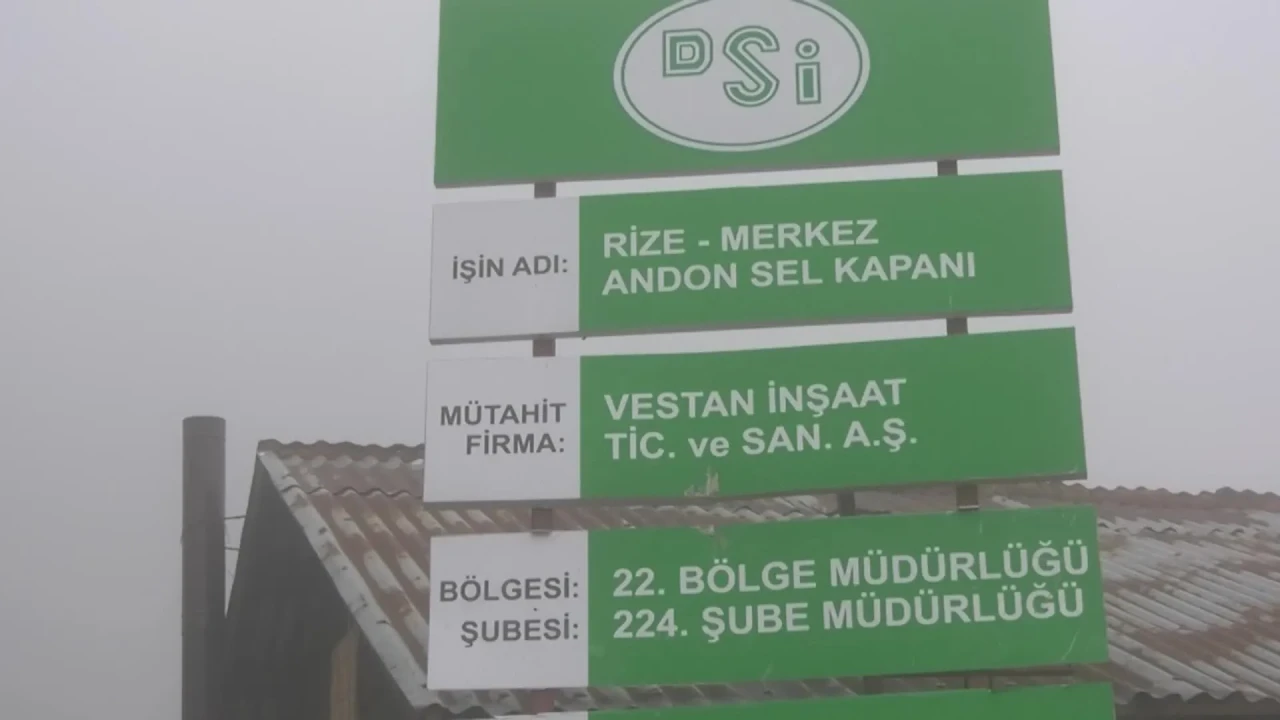 DSİ
İŞİN ADI:
RİZE - MERKEZ
ANDON SEL KAPANI
MÜTAHİT
FİRMA:
VESTAN İNŞAAT
TİC. ve SAN. A.Ş.
BÖLGESİ:
ŞUBESİ:
22. BÖLGE MÜDÜRLÜĞÜ
224. ŞUBE MÜDÜRLÜĞÜ